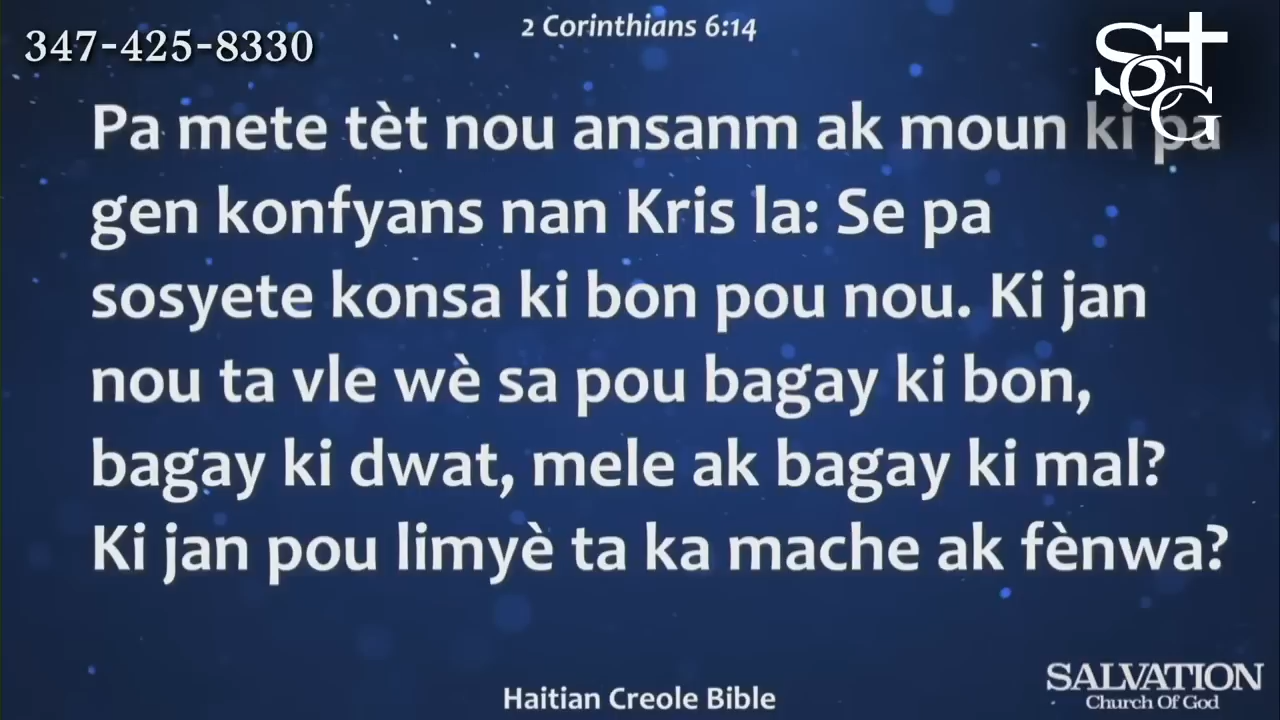 2 Corinthians 6:14
347-425-8330
SCG
Pa mete tèt nou ansanm ak moun ki pa
gen konfyans nan Kris la: Se pa
sosyete konsa ki bon pou nou. Ki jan
nou ta vle wè sa pou bagay ki bon,
bagay ki dwat, mele ak bagay ki mal?
Ki jan pou limyè ta ka mache ak fènwa?
SALVATION
Church Of God
Haitian Creole Bible